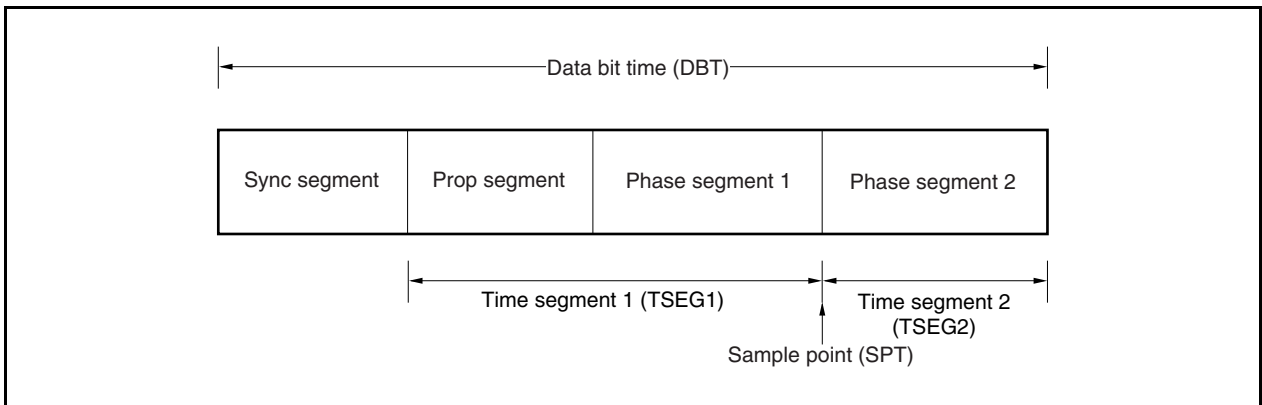 Data bit time (DBT)
Sync segment
Prop segment
Phase segment 1
Phase segment 2
Time segment 1 (TSEG1)
Time segment 2
(TSEG2)
Sample point (SPT)